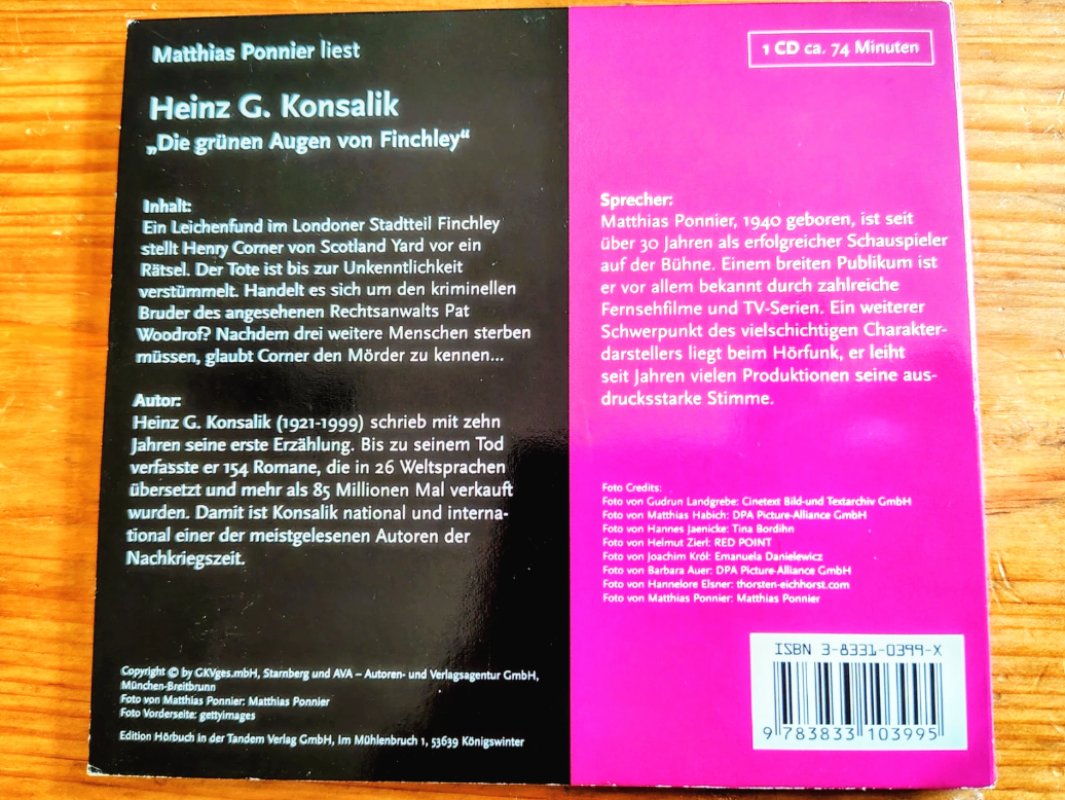 Matthias Ponnier liest
Heinz G. Konsalik
„Die grünen Augen von Finchley“
Inhalt:
Ein Leichenfund im Londoner Stadtteil Finchley
stellt Henry Corner von Scotland Yard vor ein
Rätsel. Der Tote ist bis zur Unkenntlichkeit
verstümmelt. Handelt es sich um den kriminellen
Bruder des angesehenen Rechtsanwalts Pat
Woodrof? Nachdem drei weitere Menschen sterben
müssen, glaubt Corner den Mörder zu kennen...
Autor:
Heinz G. Konsalik (1921-1999) schrieb mit zehn
Jahren seine erste Erzählung. Bis zu seinem Tod
verfasste er 154 Romane, die in 26 Weltsprachen
übersetzt und mehr als 85 Millionen Mal verkauft
wurden. Damit ist Konsalik national und interna-
tional einer der meistgelesenen Autoren der
Nachkriegszeit.
Copyright © by GKVges.mbH, Starnberg und AVA – Autoren- und Verlagsagentur GmbH,
München-Breitbrunn
Foto von Matthias Ponnier: Matthias Ponnier
Foto Vorderseite: gettyimages
Edition Hörbuch in der Tandem Verlag GmbH, Im Mühlenbruch 1, 53639 Königswinter
1 CD ca. 74 Minuten
Sprecher:
Matthias Ponnier, 1940 geboren, ist seit
über 30 Jahren als erfolgreicher Schauspieler
auf der Bühne. Einem breiten Publikum ist
er vor allem bekannt durch zahlreiche
Fernsehfilme und TV-Serien. Ein weiterer
Schwerpunkt des vielschichtigen Charakter-
darstellers liegt beim Hörfunk, er leiht
seit Jahren vielen Produktionen seine aus-
drucksstarke Stimme.
Foto Credits:
Foto von Gudrun Landgrebe: Cinetext Bild-und Textarchiv GmbH
Foto von Matthias Habich: DPA Picture-Alliance GmbH
Foto von Hannes Jaenicke: Tina Bordihn
Foto von Helmut Zierl: RED POINT
Foto von Joachim Król: Emanuela Danielewicz
Foto von Barbara Auer: DPA Picture-Alliance GmbH
Foto von Hannelore Elsner: thorsten-eichhorst.com
Foto von Matthias Ponnier: Matthias Ponnier
ISBN 3-8331-0399-X
9 783833 103995